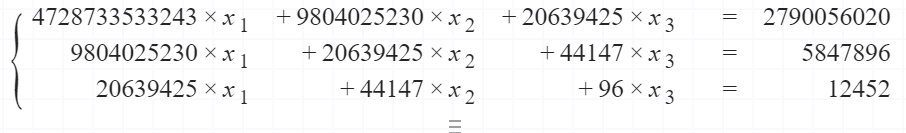 4728733533243 × x₁ + 9804025230 × x₂ + 20639425 × x₃ = 2790056020
9804025230 × x₁ + 20639425 × x₂ + 44147 × x₃ = 5847896
20639425 × x₁ + 44147 × x₂ + 96 × x₃ = 12452